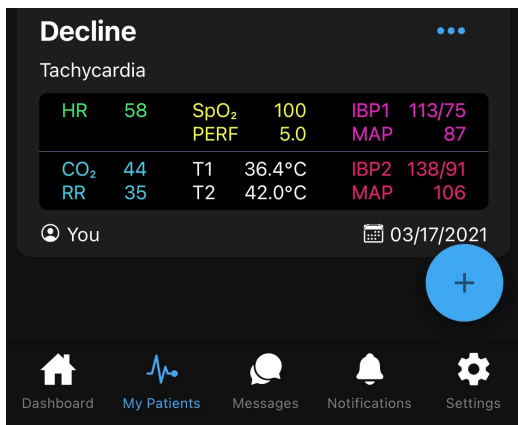 Decline
Tachycardia
HR 58 SpO₂ 100 IBP1 113/75
PERF 5.0 MAP 87
CO₂ 44 T1 36.4°C IBP2 138/91
RR 35 T2 42.0°C MAP 106
You 03/17/2021
+
Dashboard My Patients Messages Notifications Settings